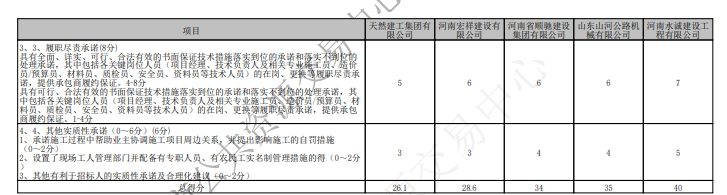 项目
天然建工集团有限公司
河南宏祥建设有限公司
河南省顺驰建设集团有限公司
山东山河公路机械有限公司
河南水诚建设工程有限公司
3、3、履职尽责承诺(8分)
具有全面、详实、可行、合法有效的书面保证技术措施落实到位的承诺和落实不到位的
处理承诺，其中包括各关键岗位人员（项目经理、技术负责人及相关专业施工员、造价
员/预算员、材料员、质检员、安全员、资料员等技术人员）的在岗、更换等履职尽责承
诺，提供承包商履约保证。4-8分
具有可行、合法有效的书面保证技术措施落实到位的承诺和落实不到位的处理承诺，其
中包括各关键岗位人员（项目经理、技术负责人及相关专业施工员、造价员/预算员、材
料员、质检员、安全员、资料员等技术人员）的在岗、更换等履职尽责承诺，提供承包
商履约保证。1-4分
5 6 6 6 7
4、4、其他实质性承诺（0～6分）(6分)
1、承诺施工过程中帮助业主协调施工项目周边关系，并提出影响施工的自罚措施
（0～2分）
2、设置了现场工人管理部门并配备有专职人员、有农民工实名制管理措施的得（0～2分
）
3、其他有利于招标人的实质性承诺及合理化建议（0～2分）
3 3 4 4 5
总得分 26.1 28.6 34 35 40